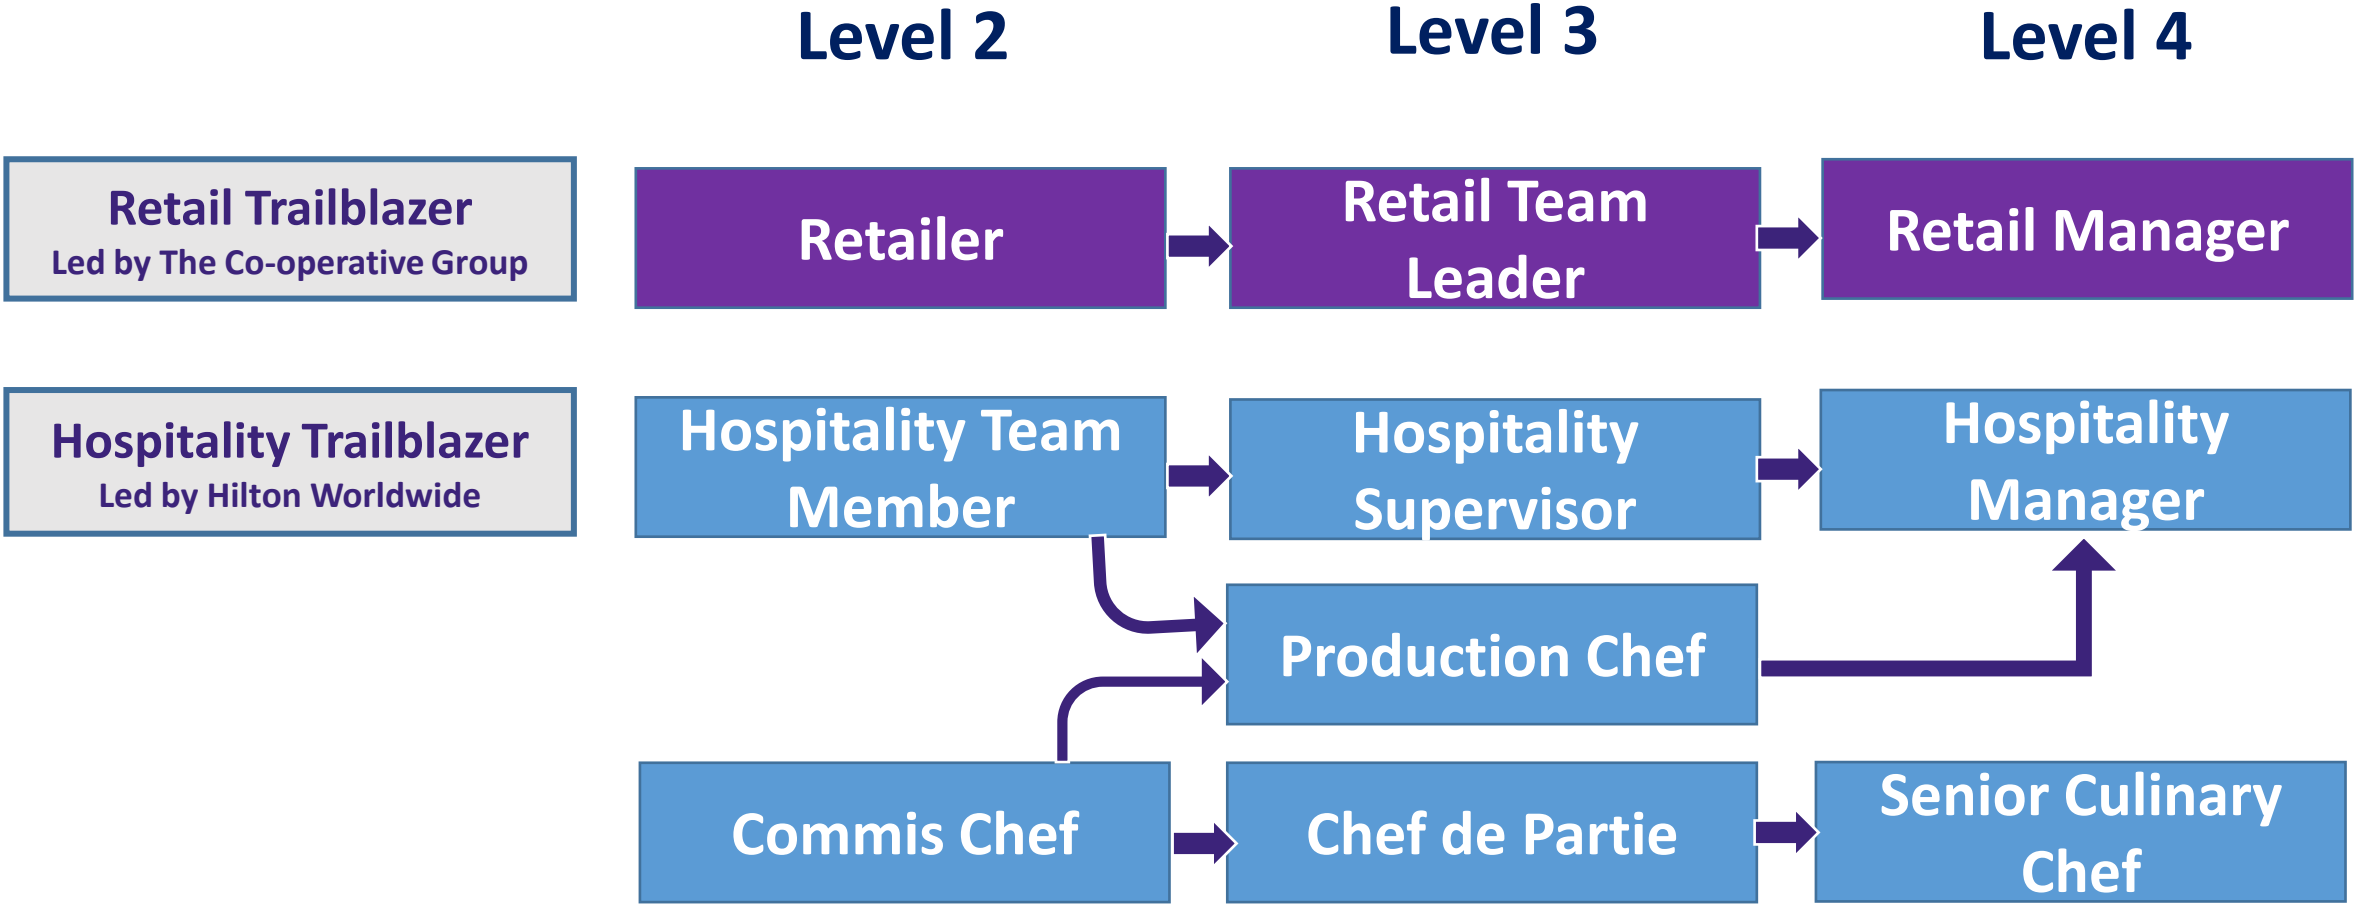 Level 2
Level 3
Level 4
Retail Trailblazer
Led by The Co-operative Group
Retailer
Retail Team
Leader
Retail Manager
Hospitality Trailblazer
Led by Hilton Worldwide
Hospitality Team
Member
Hospitality
Supervisor
Hospitality
Manager
Production Chef
Commis Chef
Chef de Partie
Senior Culinary
Chef